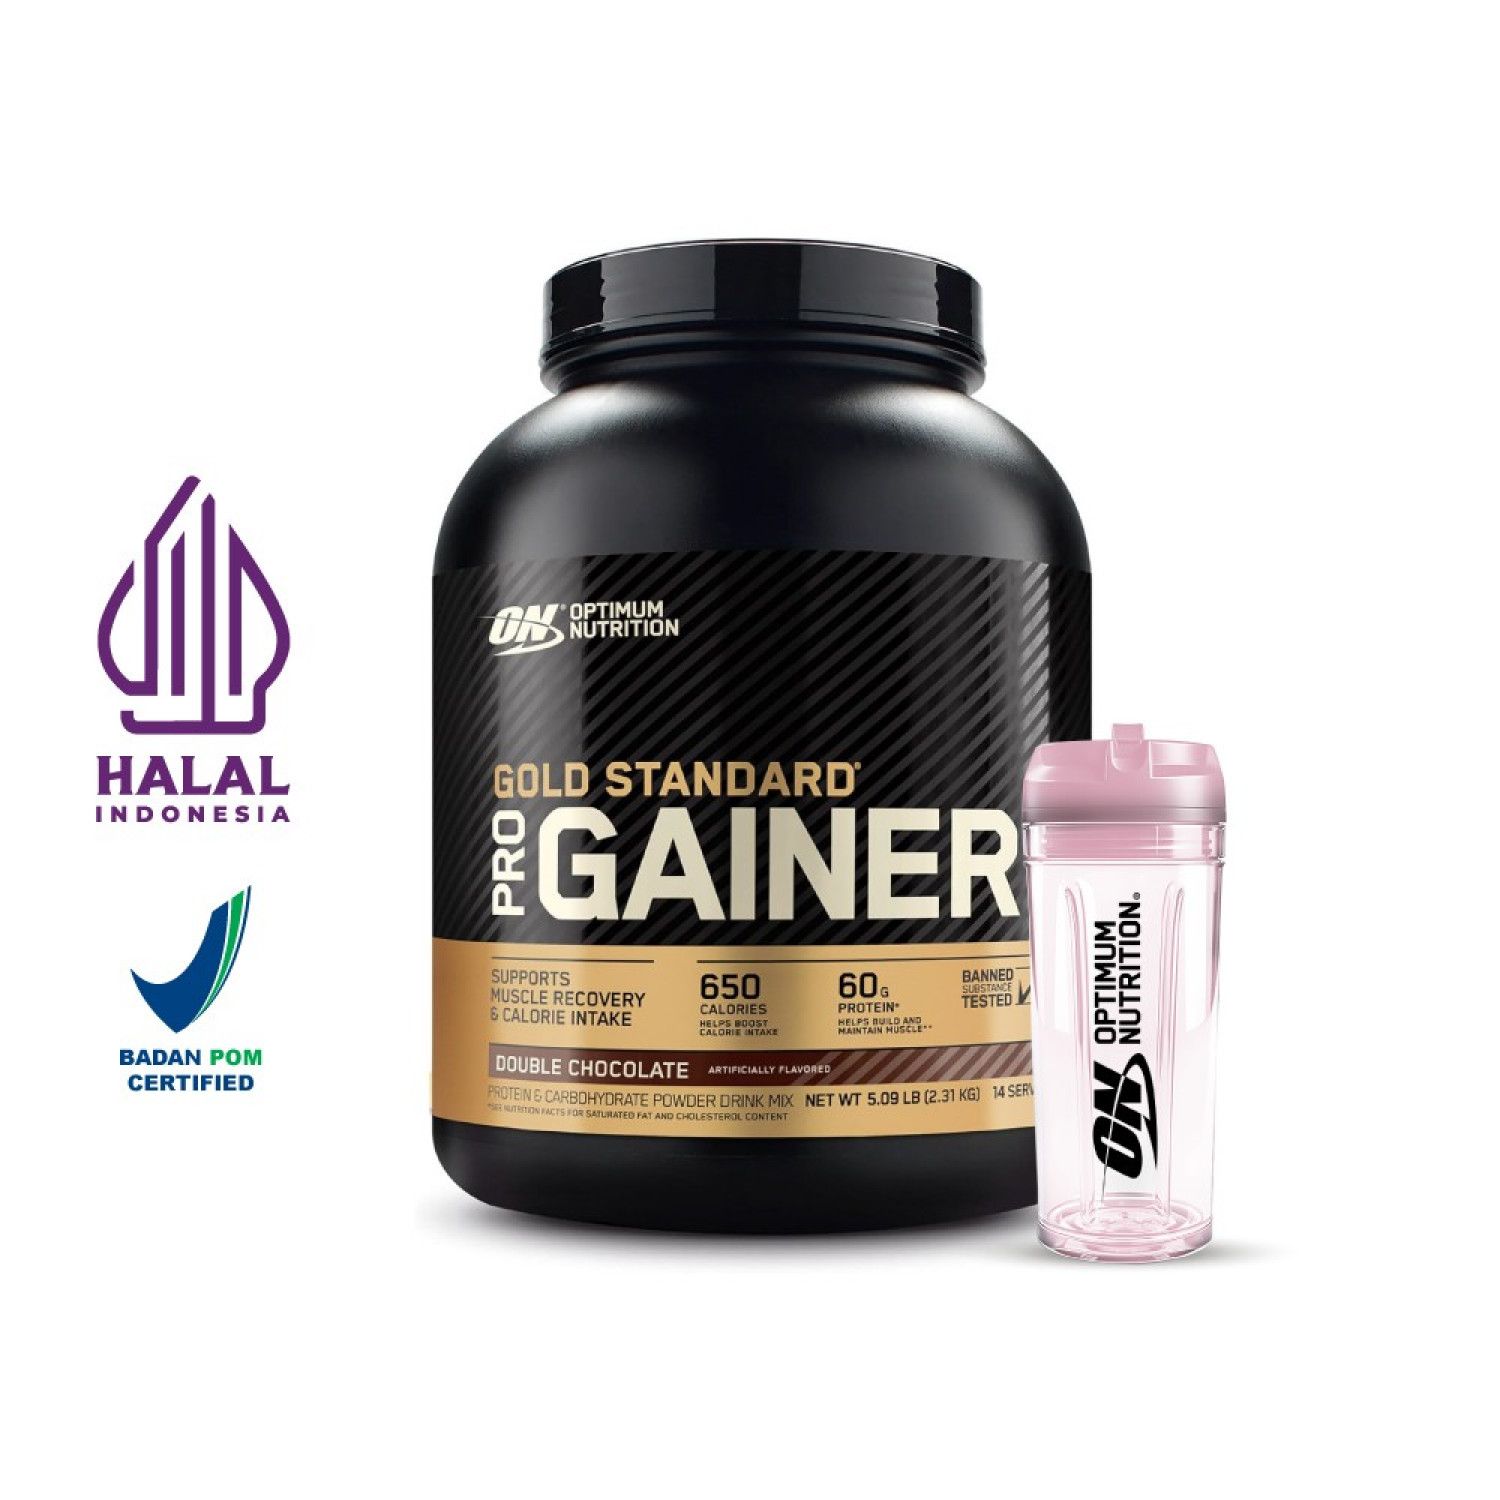 HALAL
INDONESIA
BADAN POM
CERTIFIED
ON® OPTIMUM
NUTRITION
GOLD STANDARD®
PRO GAINER
SUPPORTS
MUSCLE RECOVERY
& CALORIE INTAKE
650
CALORIES
HELPS BOOST
CALORIE INTAKE
60G
PROTEIN*
HELPS BUILD AND
MAINTAIN MUSCLE**
BANNED
SUBSTANCE
TESTED
DOUBLE CHOCOLATE ARTIFICIALLY FLAVORED
PROTEIN & CARBOHYDRATE POWDER DRINK MIX NET WT 5.09 LB (2.31 KG) 14 SERV
*SEE NUTRITION FACTS FOR SATURATED FAT AND CHOLESTEROL CONTENT
ON OPTIMUM
NUTRITION®